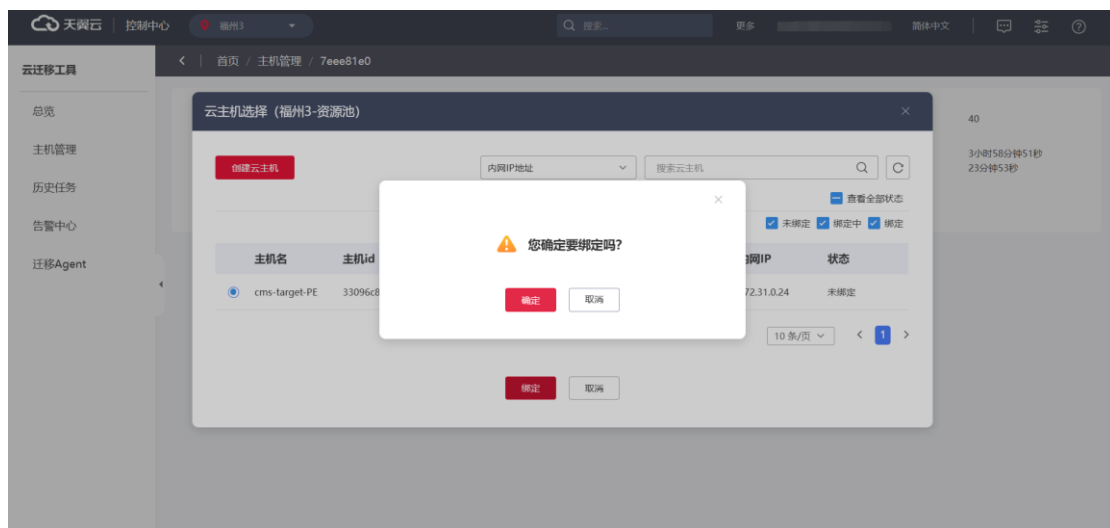 天翼云 控制中心 福州3 搜索... 更多 简体中文
云迁移工具
首页 / 主机管理 / 7eee81e0
总览
主机管理
历史任务
告警中心
迁移Agent
云主机选择（福州3-资源池）
40
3小时58分钟51秒
23分钟53秒
创建云主机 内网IP地址 搜索云主机
查看全部状态
未绑定 绑定中 绑定
您确定要绑定吗?
确定 取消
主机名 主机id 网IP 状态
cms-target-PE 33096c8 72.31.0.24 未绑定
10 条/页 1
绑定 取消